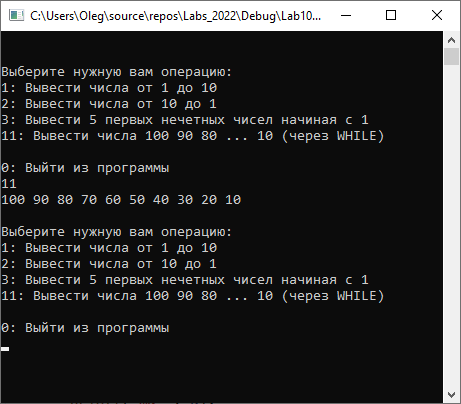 C:\Users\Oleg\source\repos\Labs_2022\Debug\Lab10...
Выберите нужную вам операцию:
1: Вывести числа от 1 до 10
2: Вывести числа от 10 до 1
3: Вывести 5 первых нечетных чисел начиная с 1
11: Вывести числа 100 90 80 ... 10 (через WHILE)
0: Выйти из программы
11
100 90 80 70 60 50 40 30 20 10
Выберите нужную вам операцию:
1: Вывести числа от 1 до 10
2: Вывести числа от 10 до 1
3: Вывести 5 первых нечетных чисел начиная с 1
11: Вывести числа 100 90 80 ... 10 (через WHILE)
0: Выйти из программы